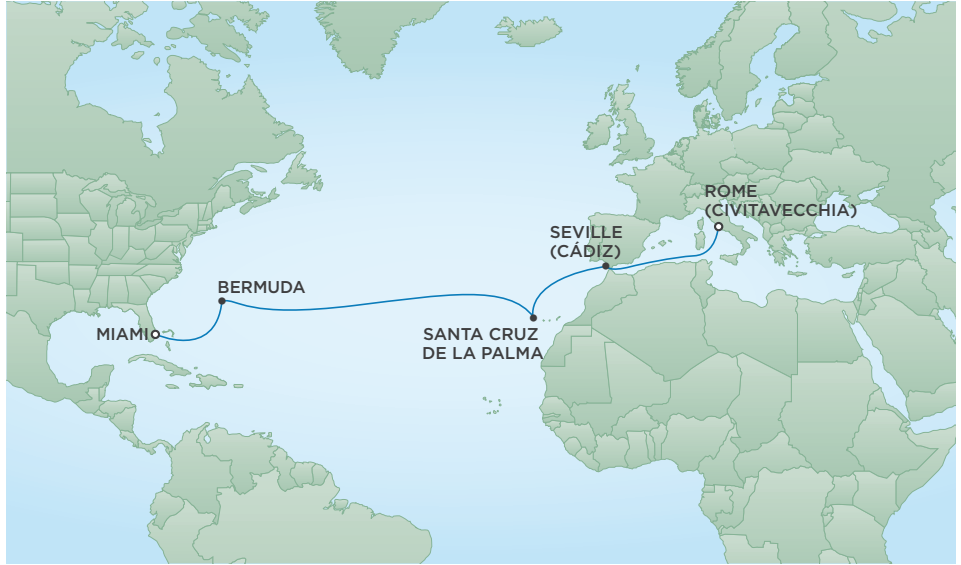 ROME
(CIVITAVECCHIA)
SEVILLE
(CÁDIZ)
BERMUDA
MIAMI
SANTA CRUZ
DE LA PALMA